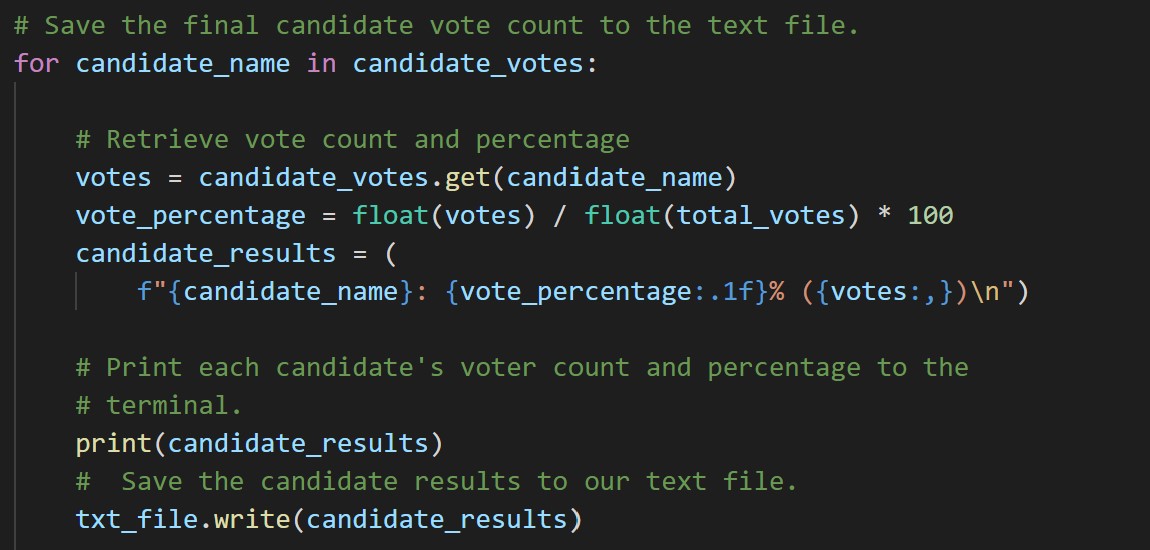 # Save the final candidate vote count to the text file.
for candidate_name in candidate_votes:
    # Retrieve vote count and percentage
    votes = candidate_votes.get(candidate_name)
    vote_percentage = float(votes) / float(total_votes) * 100
    candidate_results = (
        f"{candidate_name}: {vote_percentage:.1f}% ({votes:,})\n")
    # Print each candidate's voter count and percentage to the
    # terminal.
    print(candidate_results)
    #  Save the candidate results to our text file.
    txt_file.write(candidate_results)